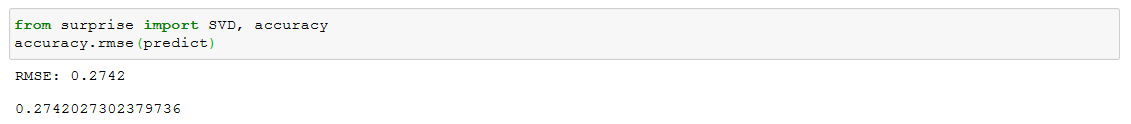 from surprise import SVD, accuracy
accuracy.rmse(predict)
RMSE: 0.2742
0.2742027302379736